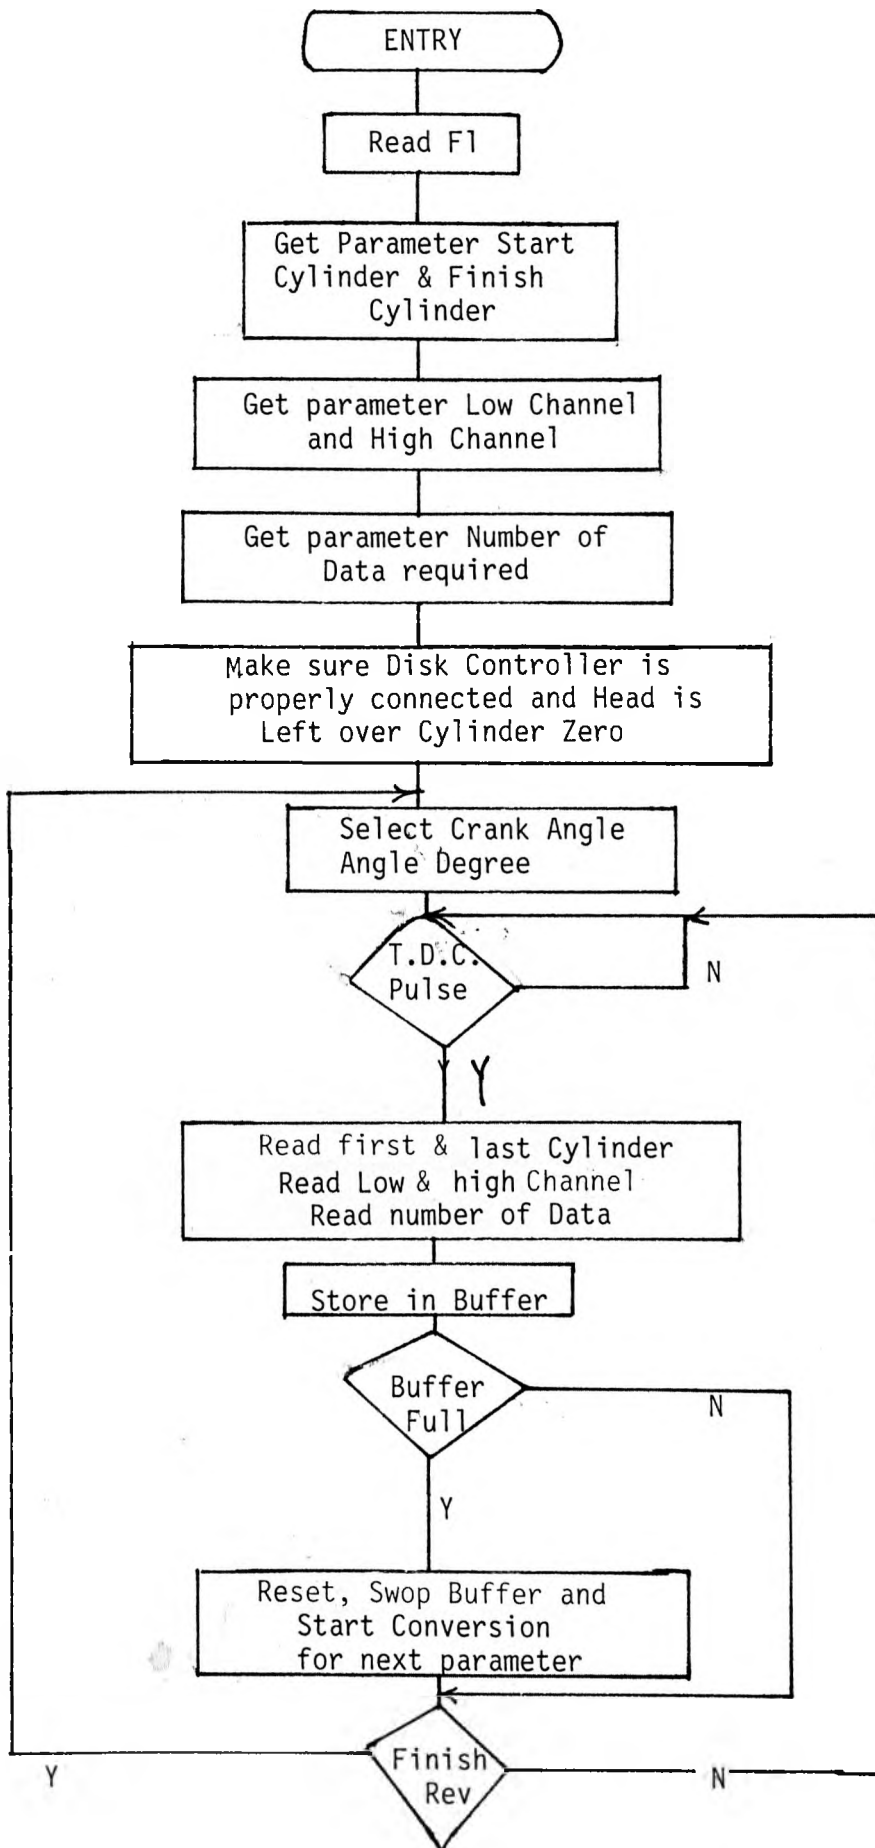 ENTRY
Read F1
Get Parameter Start
Cylinder & Finish
Cylinder
Get parameter Low Channel
and High Channel
Get parameter Number of
Data required
Make sure Disk Controller is
properly connected and Head is
Left over Cylinder Zero
Select Crank Angle
Angle Degree
T.D.C.
Pulse
N
Y
Read first & last Cylinder
Read Low & high Channel
Read number of Data
Store in Buffer
Buffer
Full
N
Y
Reset, Swop Buffer and
Start Conversion
for next parameter
Finish
Rev
Y
N